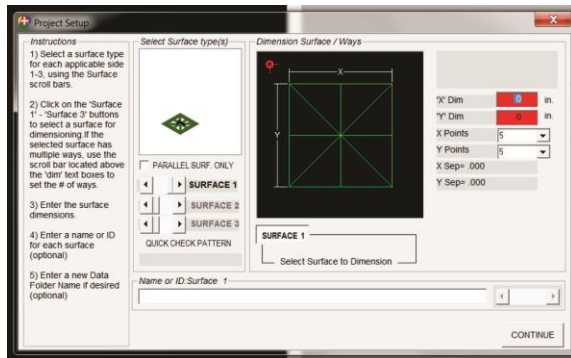 Project Setup
Instructions
1) Select a surface type
for each applicable side
1-3, using the Surface
scroll bars.
2) Click on the 'Surface
1' - 'Surface 3' buttons
to select a surface for
dimensioning.If the
selected surface has
multiple ways, use the
scroll bar located above
the 'dim' text boxes to
set the # of ways.
3) Enter the surface
dimensions.
4) Enter a name or ID
for each surface
(optional)
5) Enter a new Data
Folder Name if desired
(optional)
Select Surface type(s)
PARALLEL SURF. ONLY
SURFACE 1
SURFACE 2
SURFACE 3
QUICK CHECK PATTERN
Dimension Surface / Ways
X
Y
'X' Dim 0 in.
'Y' Dim 0 in.
X Points 5
Y Points 5
X Sep= .000
Y Sep= .000
SURFACE 1
Select Surface to Dimension
Name or ID:Surface 1
CONTINUE